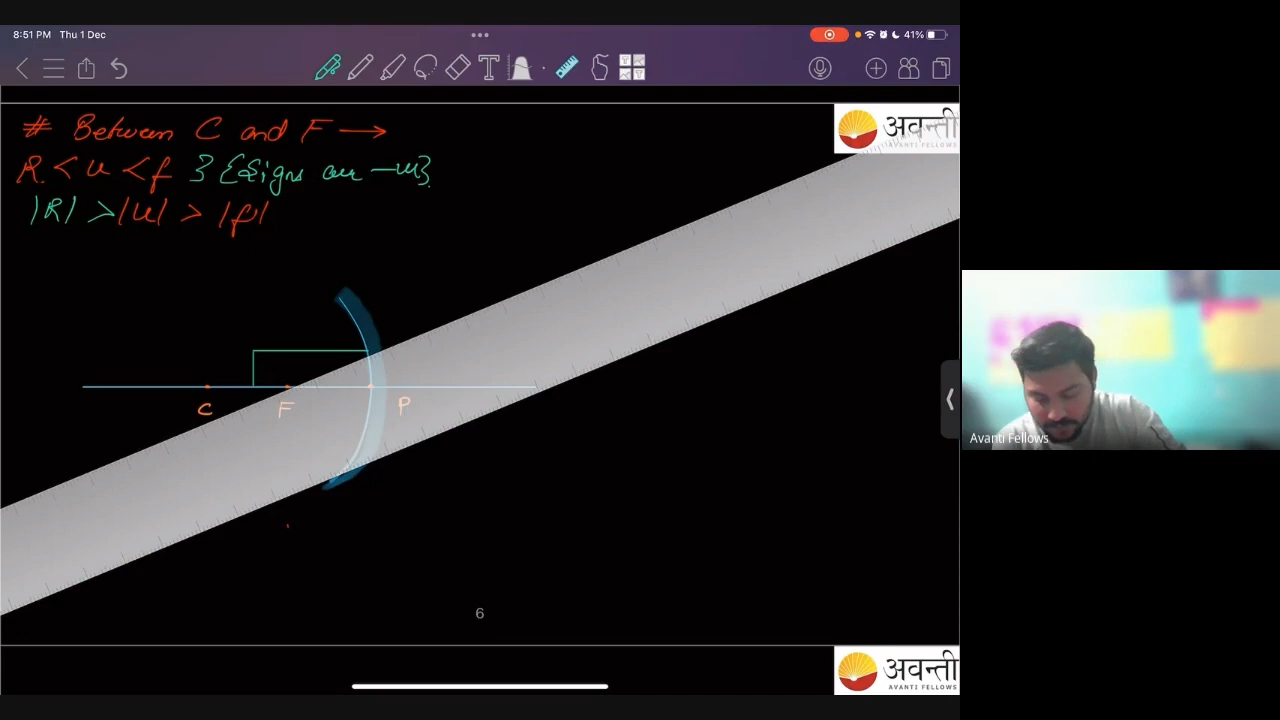 8:51 PM Thu 1 Dec
41%
# Between C and F →
R < u < f } {Signs are -ve}
|R| > |u| > |f|
अवन्ती
AVANTI FELLOWS
C F P
Avanti Fellows
6
अवन्ती
AVANTI FELLOWS